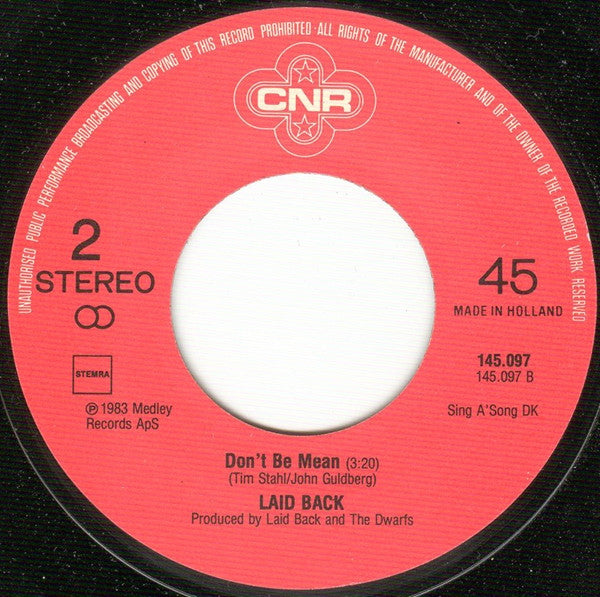 UNAUTHORISED PUBLIC PERFORMANCE BROADCASTING AND COPYING OF THIS RECORD PROHIBITED · ALL RIGHTS OF THE MANUFACTURER AND OF THE OWNER OF THE RECORDED WORK RESERVED
CNR
2
STEREO
45
MADE IN HOLLAND
STEMRA
℗ 1983 Medley
Records ApS
145.097
145.097 B
Sing A'Song DK
Don't Be Mean (3:20)
(Tim Stahl/John Guldberg)
LAID BACK
Produced by Laid Back and The Dwarfs